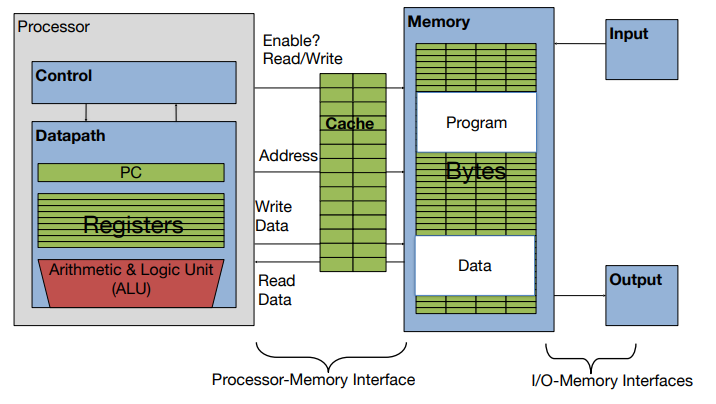 Processor
Control
Datapath
PC
Registers
Arithmetic & Logic Unit
(ALU)
Enable?
Read/Write
Cache
Address
Write
Data
Read
Data
Memory
Program
Bytes
Data
Input
Output
Processor-Memory Interface
I/O-Memory Interfaces